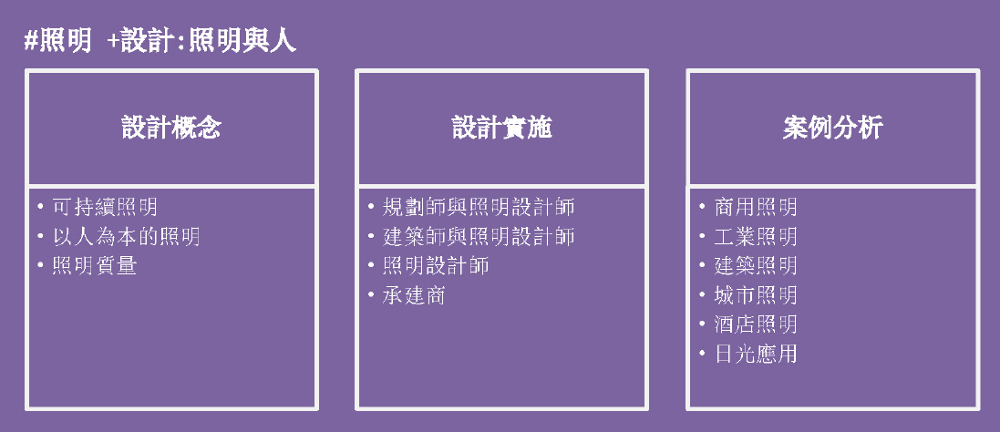 #照明 +設計:照明與人
設計概念
• 可持續照明
• 以人為本的照明
• 照明質量
設計實施
• 規劃師與照明設計師
• 建築師與照明設計師
• 照明設計師
• 承建商
案例分析
• 商用照明
• 工業照明
• 建築照明
• 城市照明
• 酒店照明
• 日光應用